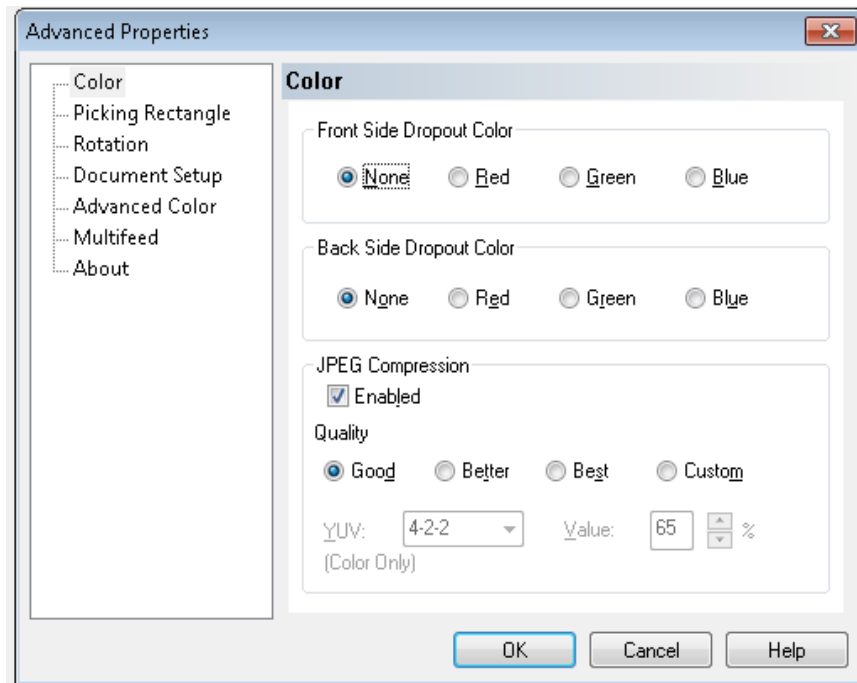 Advanced Properties
Color
Picking Rectangle
Rotation
Document Setup
Advanced Color
Multifeed
About
Color
Front Side Dropout Color
None Red Green Blue
Back Side Dropout Color
None Red Green Blue
JPEG Compression
Enabled
Quality
Good Better Best Custom
YUV: 4-2-2 Value: 65 %
(Color Only)
OK Cancel Help